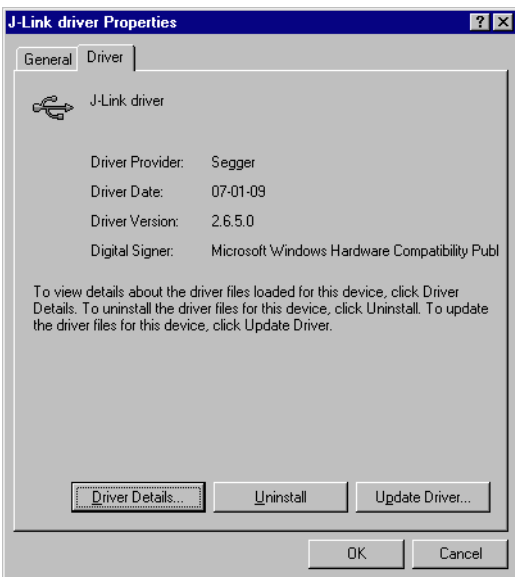 J-Link driver Properties
General Driver
J-Link driver
Driver Provider: Segger
Driver Date: 07-01-09
Driver Version: 2.6.5.0
Digital Signer: Microsoft Windows Hardware Compatibility Publ
To view details about the driver files loaded for this device, click Driver
Details. To uninstall the driver files for this device, click Uninstall. To update
the driver files for this device, click Update Driver.
Driver Details... Uninstall Update Driver...
OK Cancel